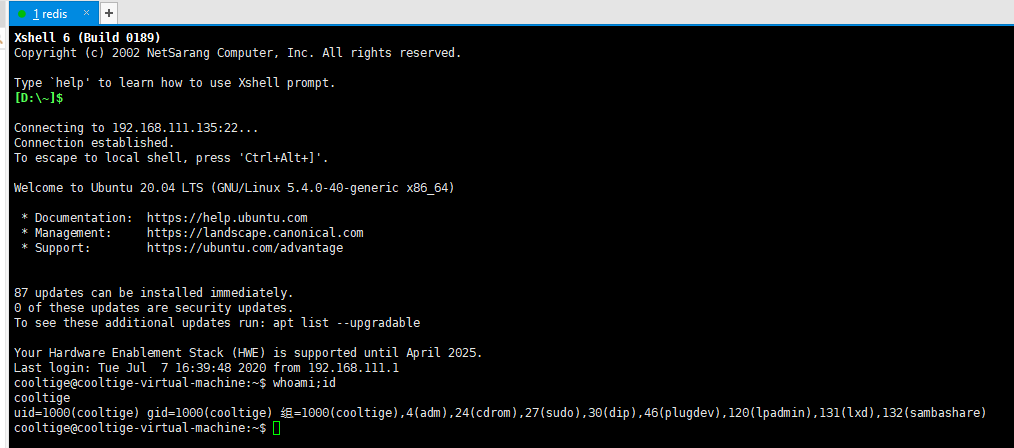 1 redis × +
Xshell 6 (Build 0189)
Copyright (c) 2002 NetSarang Computer, Inc. All rights reserved.
Type `help' to learn how to use Xshell prompt.
[D:\~]$
Connecting to 192.168.111.135:22...
Connection established.
To escape to local shell, press 'Ctrl+Alt+]'.
Welcome to Ubuntu 20.04 LTS (GNU/Linux 5.4.0-40-generic x86_64)
* Documentation:  https://help.ubuntu.com
* Management:     https://landscape.canonical.com
* Support:        https://ubuntu.com/advantage
87 updates can be installed immediately.
0 of these updates are security updates.
To see these additional updates run: apt list --upgradable
Your Hardware Enablement Stack (HWE) is supported until April 2025.
Last login: Tue Jul  7 16:39:48 2020 from 192.168.111.1
cooltige@cooltige-virtual-machine:~$ whoami;id
cooltige
uid=1000(cooltige) gid=1000(cooltige) 组=1000(cooltige),4(adm),24(cdrom),27(sudo),30(dip),46(plugdev),120(lpadmin),131(lxd),132(sambashare)
cooltige@cooltige-virtual-machine:~$